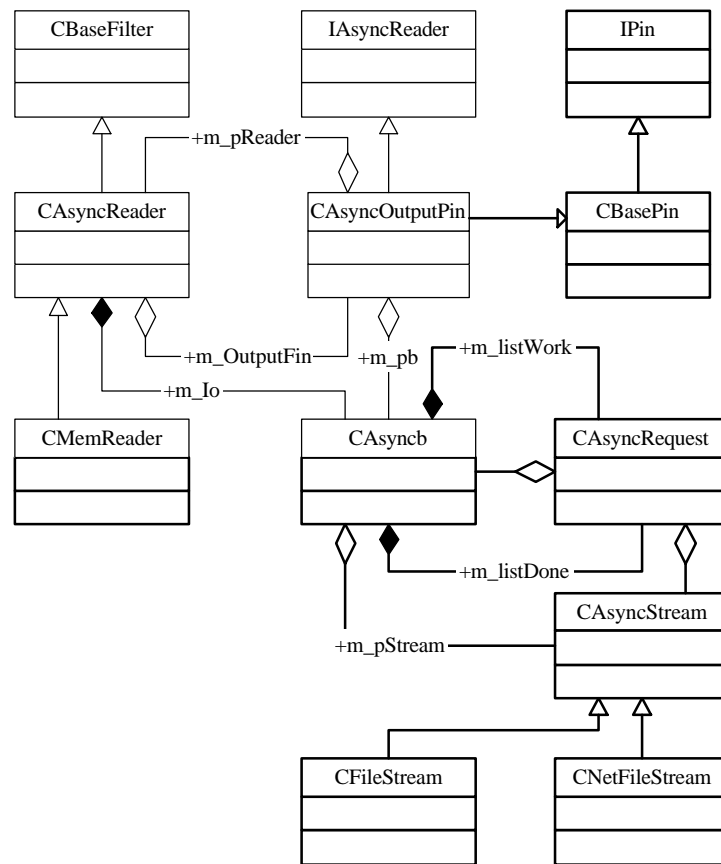 CBaseFilter
IAsyncReader
IPin
+m_pReader
CAsyncReader
CAsyncOutputPin
CBasePin
+m_OutputFin
+m_pb
+m_listWork
+m_Io
CMemReader
CAsyncb
CAsyncRequest
+m_listDone
CAsyncStream
+m_pStream
CFileStream
CNetFileStream